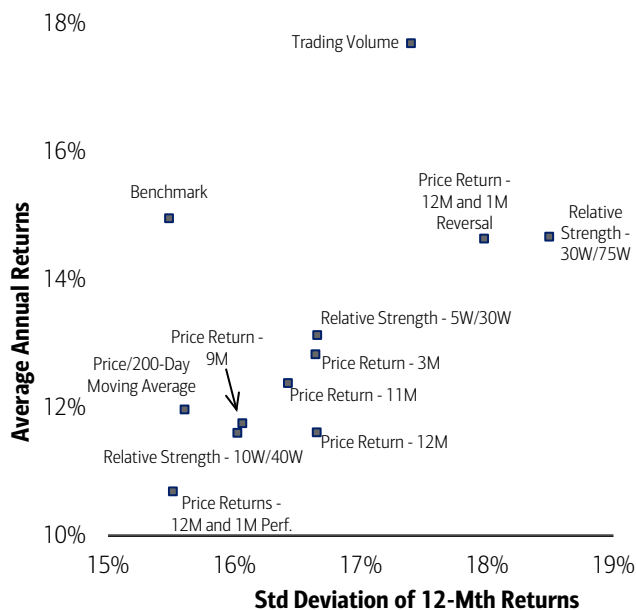 18%
Trading Volume
16%
Benchmark
Price Return -
12M and 1M
Reversal
Relative
Strength -
30W/75W
Average Annual Returns
14%
Relative Strength - 5W/30W
Price Return -
9M
Price Return - 3M
Price/200-Day
Moving Average
Price Return - 11M
12%
Price Return - 12M
Relative Strength - 10W/40W
Price Returns -
12M and 1M Perf.
10%
15%
16%
17%
18%
19%
Std Deviation of 12-Mth Returns